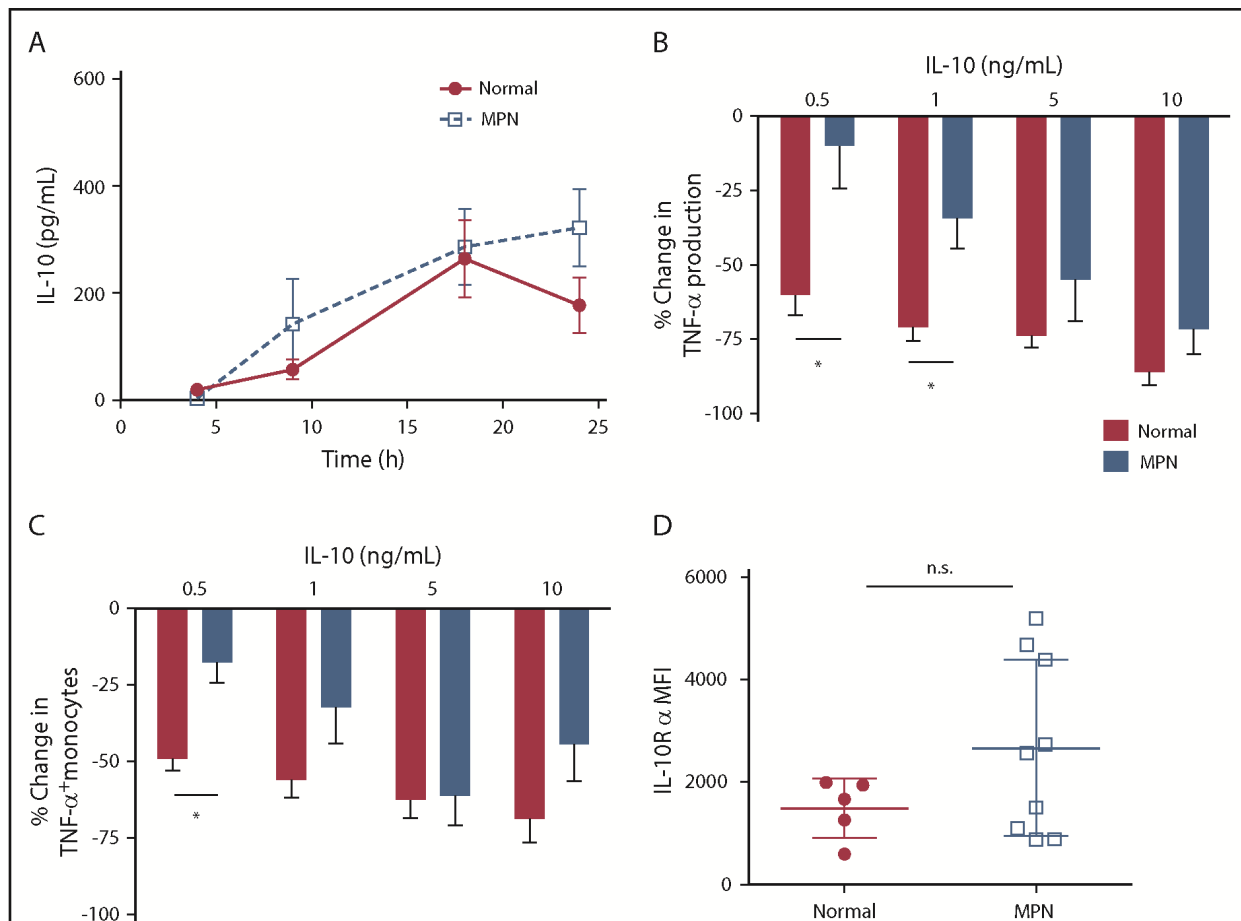 A
600
400
200
0
IL-10 (pg/mL)
Normal
MPN
0 5 10 15 20 25
Time (h)
B
IL-10 (ng/mL)
0.5 1 5 10
0
-25
-50
-75
-100
% Change in
TNF-α production
*
*
Normal
MPN
C
IL-10 (ng/mL)
0.5 1 5 10
0
-25
-50
-75
-100
% Change in
TNF-α+monocytes
*
D
n.s.
6000
4000
2000
0
IL-10R α MFI
Normal MPN